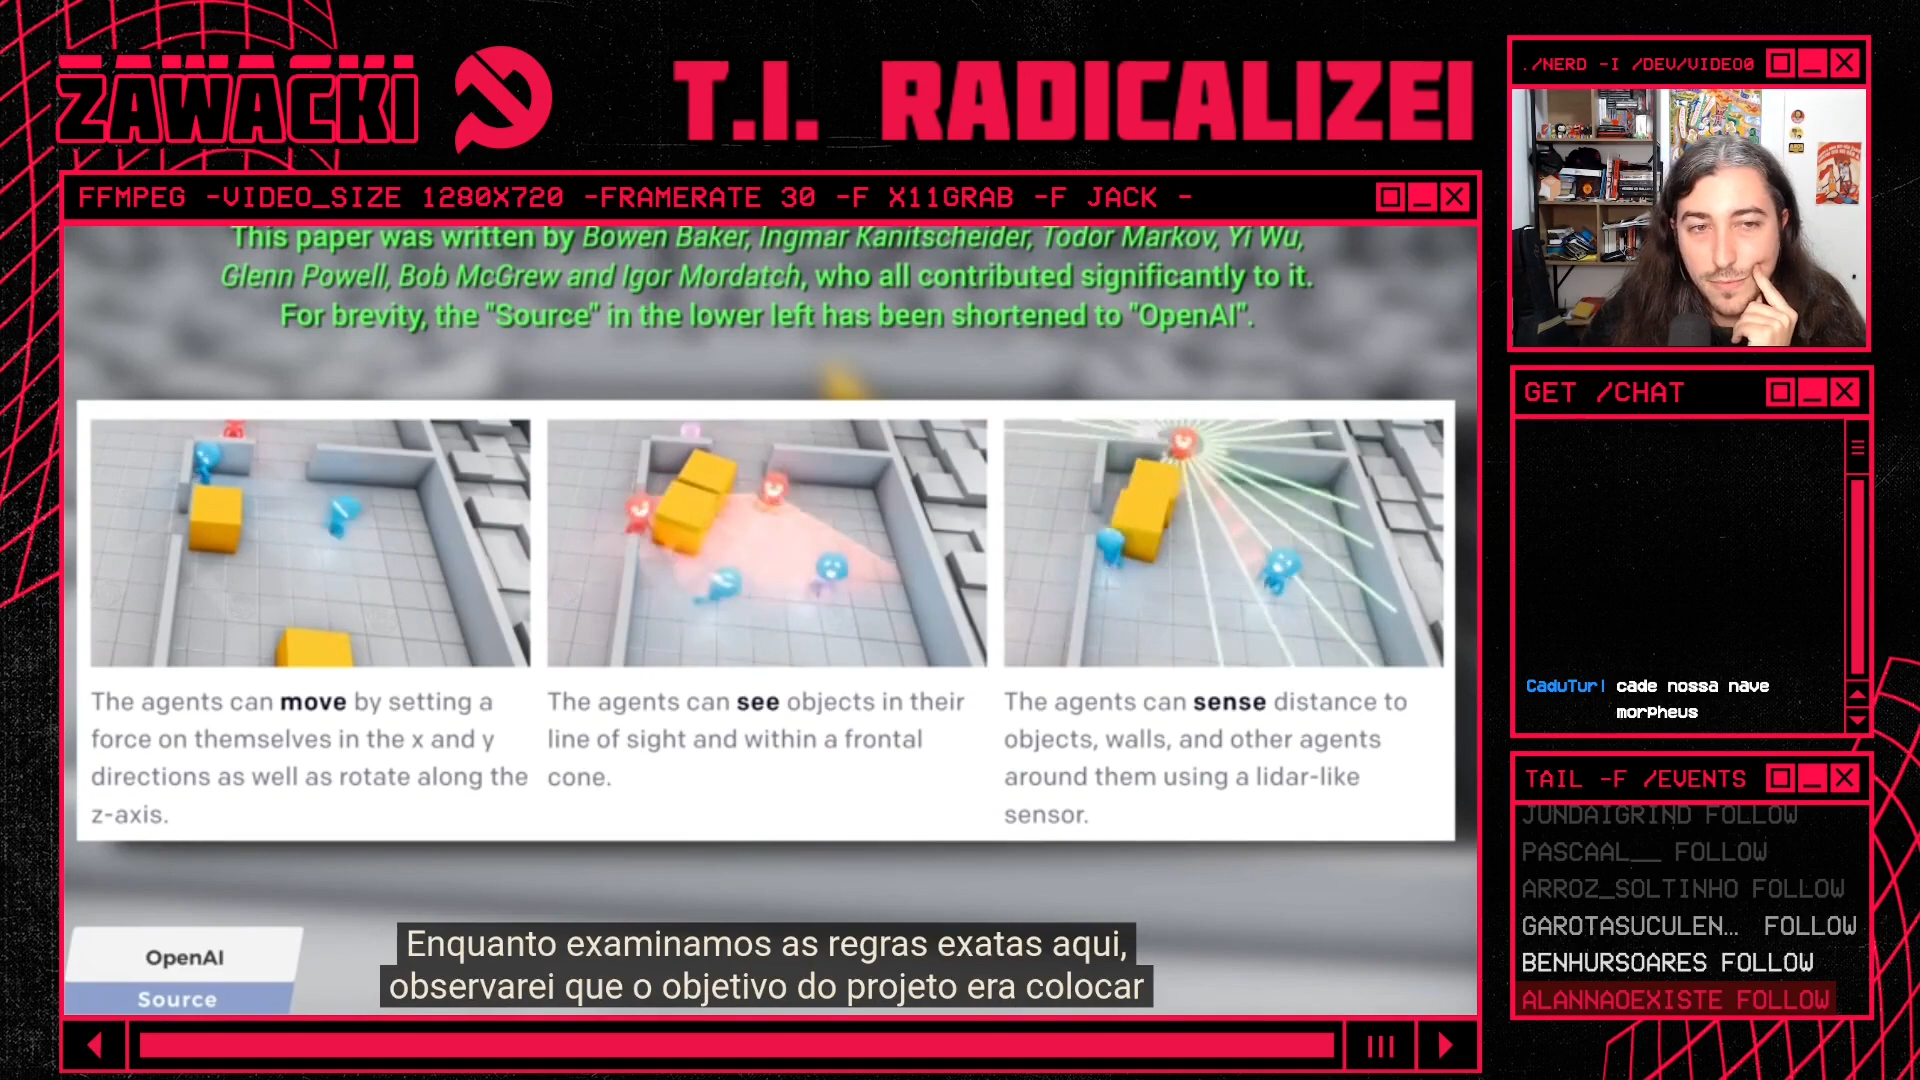 ZAWACKI
T.I. RADICALIZEI
./NERD -I /DEV/VIDEO0
FFMPEG -VIDEO_SIZE 1280X720 -FRAMERATE 30 -F X11GRAB -F JACK -
This paper was written by Bowen Baker, Ingmar Kanitscheider, Todor Markov, Yi Wu,
Glenn Powell, Bob McGrew and Igor Mordatch, who all contributed significantly to it.
For brevity, the "Source" in the lower left has been shortened to "OpenAI".
The agents can move by setting a
force on themselves in the x and y
directions as well as rotate along the
z-axis.
The agents can see objects in their
line of sight and within a frontal
cone.
The agents can sense distance to
objects, walls, and other agents
around them using a lidar-like
sensor.
OpenAI
Source
Enquanto examinamos as regras exatas aqui,
observarei que o objetivo do projeto era colocar
GET /CHAT
CaduTur| cade nossa nave
morpheus
TAIL -F /EVENTS
JUNDAIGRIND FOLLOW
PASCAAL__ FOLLOW
ARROZ_SOLTINHO FOLLOW
GAROTASUCULEN... FOLLOW
BENHURSOARES FOLLOW
ALANNAOEXISTE FOLLOW